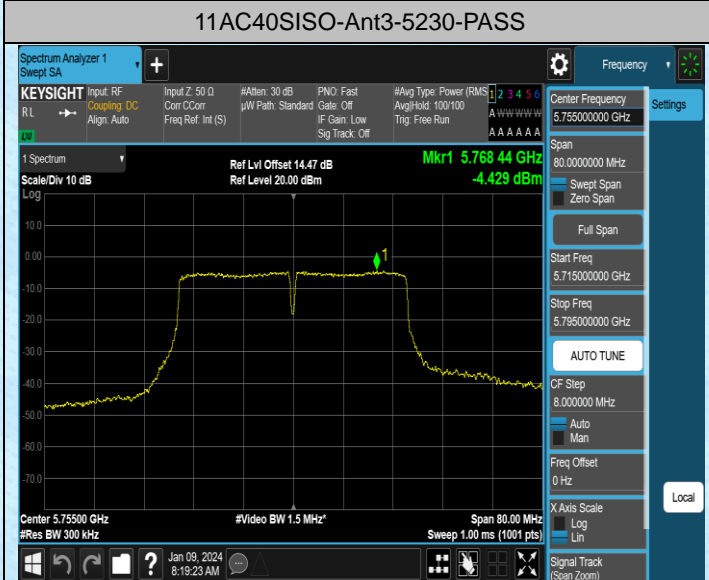 11AC40SISO-Ant3-5230-PASS
Spectrum Analyzer 1
Swept SA
+
Frequency
KEYSIGHT
RL
LXI
Input: RF
Coupling: DC
Align: Auto
Input Z: 50 Ω
Corr CCorr
Freq Ref: Int (S)
#Atten: 30 dB
µW Path: Standard
PNO: Fast
Gate: Off
IF Gain: Low
Sig Track: Off
#Avg Type: Power (RMS
Avg|Hold: 100/100
Trig: Free Run
1 2 3 4 5 6
A W W W W W
A A A A A A
1 Spectrum
Scale/Div 10 dB
Log
Ref Lvl Offset 14.47 dB
Ref Level 20.00 dBm
Mkr1 5.768 44 GHz
-4.429 dBm
10.0
0.00
-10.0
-20.0
-30.0
-40.0
-50.0
-60.0
-70.0
1
Center 5.75500 GHz
#Res BW 300 kHz
#Video BW 1.5 MHz*
Span 80.00 MHz
Sweep 1.00 ms (1001 pts)
Center Frequency
5.755000000 GHz
Settings
Span
80.0000000 MHz
Swept Span
Zero Span
Full Span
Start Freq
5.715000000 GHz
Stop Freq
5.795000000 GHz
AUTO TUNE
CF Step
8.000000 MHz
Auto
Man
Freq Offset
0 Hz
X Axis Scale
Log
Lin
Local
Signal Track
(Span Zoom)
?
Jan 09, 2024
8:19:23 AM